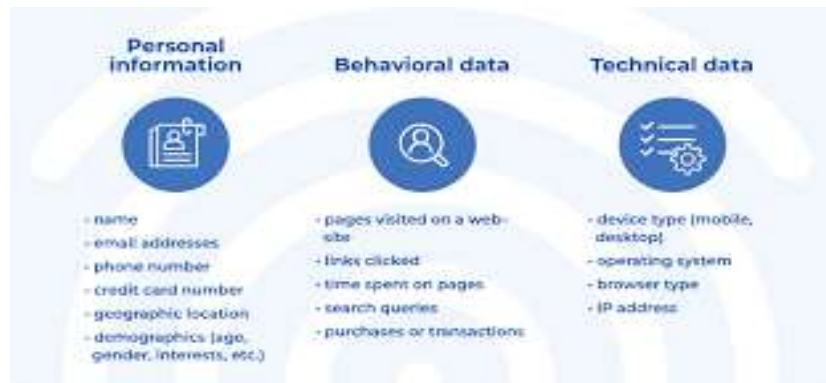 Personal
information
- name
- email addresses
- phone number
- credit card number
- geographic location
- demographics (age,
gender, interests, etc.)
Behavioral data
- pages visited on a web-
site
- links clicked
- time spent on pages
- search queries
- purchases or transactions
Technical data
- device type (mobile,
desktop)
- operating system
- browser type
- IP address